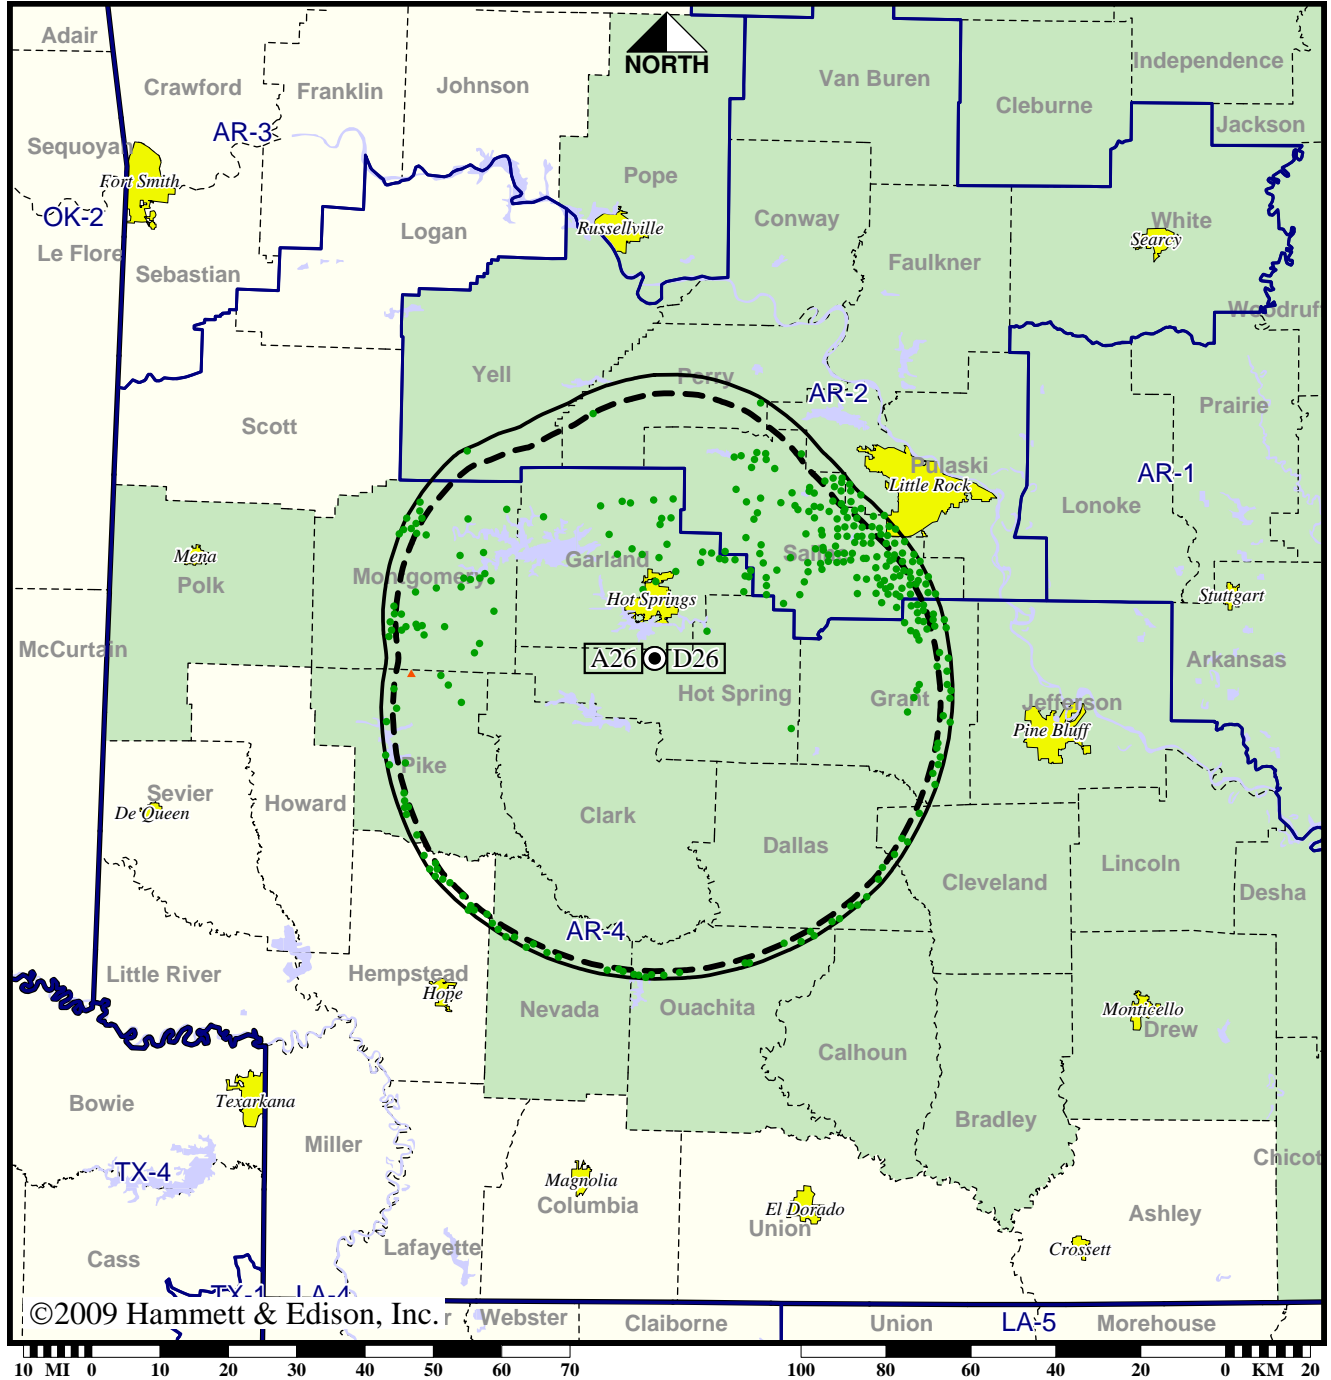 NORTH
Adair
Crawford
Franklin
Johnson
Van Buren
Independence
Cleburne
Jackson
AR-3
Sequoyah
Fort Smith
Pope
OK-2
Logan
Russellville
Conway
White
Searcy
Le Flore
Sebastian
Faulkner
Woodruf
Yell
Perry
AR-2
Prairie
Scott
Pulaski
Little Rock
AR-1
Lonoke
Mena
Polk
Montgomery
Garland
Saline
Hot Springs
Stuttgart
McCurtain
A26
D26
Arkansas
Hot Spring
Grant
Jefferson
Pine Bluff
Pike
Sevier
De'Queen
Howard
Clark
Dallas
Lincoln
Cleveland
Desha
AR-4
Little River
Hempstead
Hope
Nevada
Ouachita
Monticello
Drew
Calhoun
Bowie
Texarkana
Miller
Bradley
Chicot
TX-4
Magnolia
Columbia
El Dorado
Union
Ashley
Lafayette
Crossett
Cass
TX-1
LA-4
©2009 Hammett & Edison, Inc.
r
Webster
Claiborne
Union
LA-5
Morehouse
10 MI 0 10 20 30 40 50 60 70
100 80 60 40 20 0 KM 20